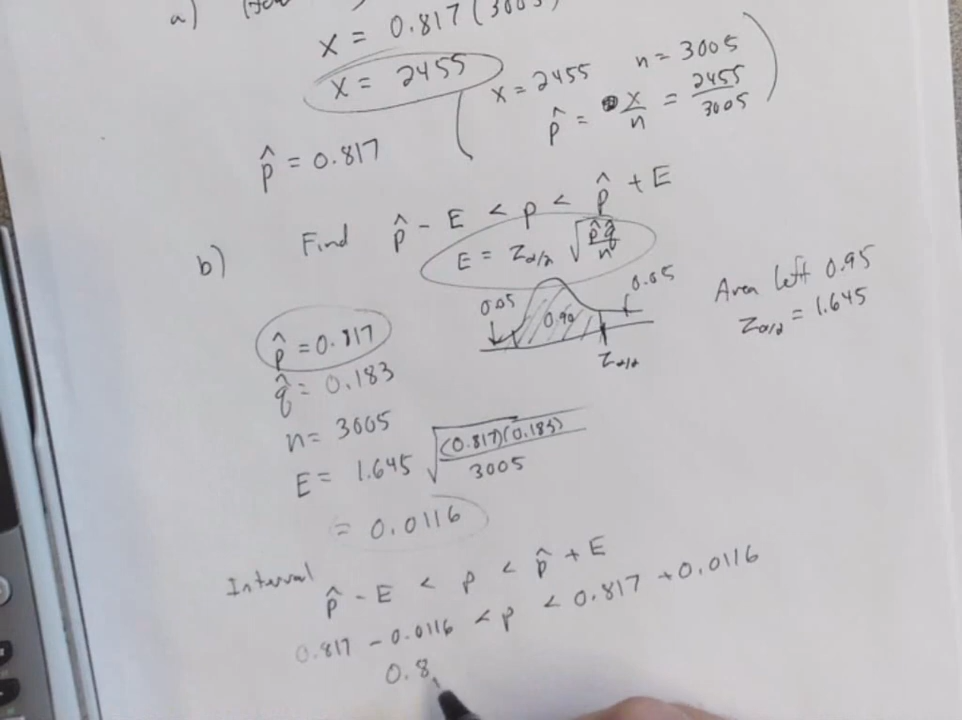 a)
x = 0.817 (3005
x = 2455
x = 2455 n = 3005
p̂ = x/n = 2455/3005
p̂ = 0.817
b) Find p̂ - E < p < p̂ + E
E = Zα/2 √(p̂q̂/n)
0.05 0.90 0.05
Zα/2
Area left 0.95
Zα/2 = 1.645
p̂ = 0.817
q̂ = 0.183
n = 3005
E = 1.645 √((0.817)(0.183)/3005)
= 0.0116
Interval
p̂ - E < p < p̂ + E
0.817 - 0.0116 < p < 0.817 + 0.0116
0.8